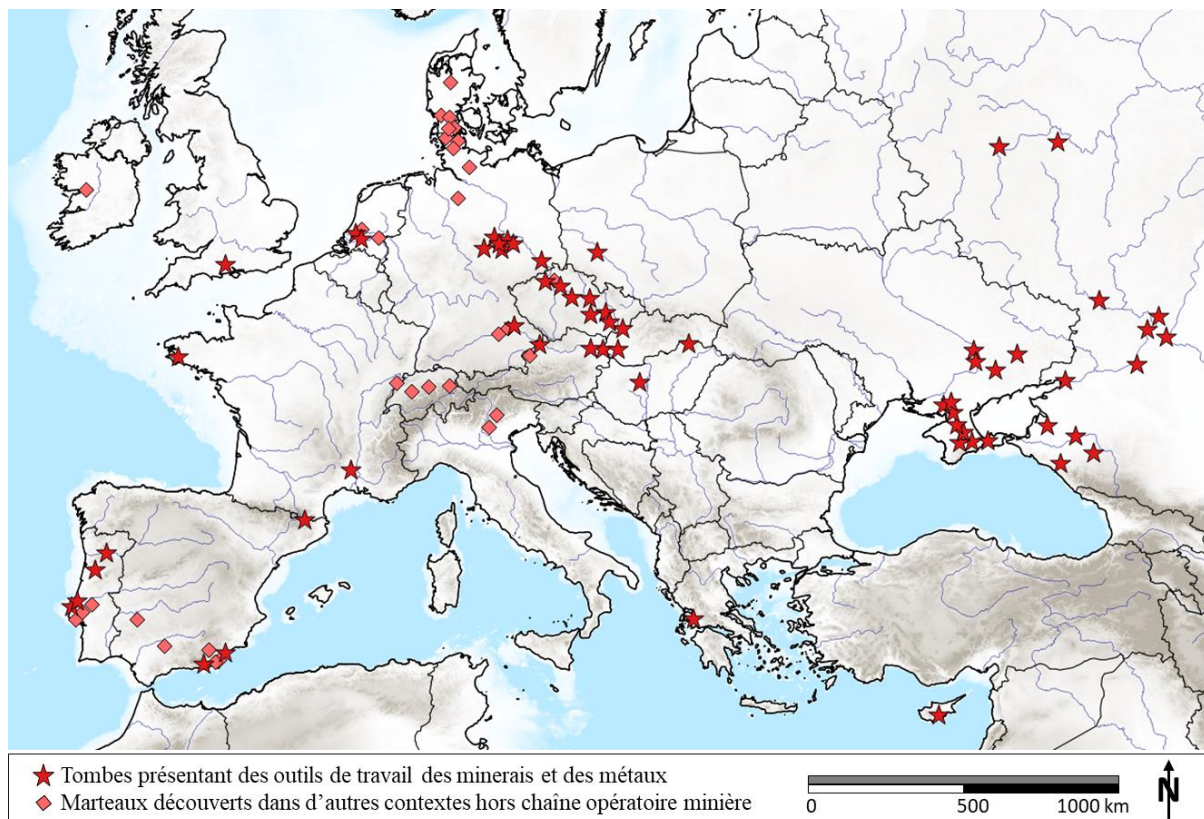 Tombes présentant des outils de travail des minerais et des métaux
Marteaux découverts dans d'autres contextes hors chaîne opératoire minière
0 500 1000 km
N